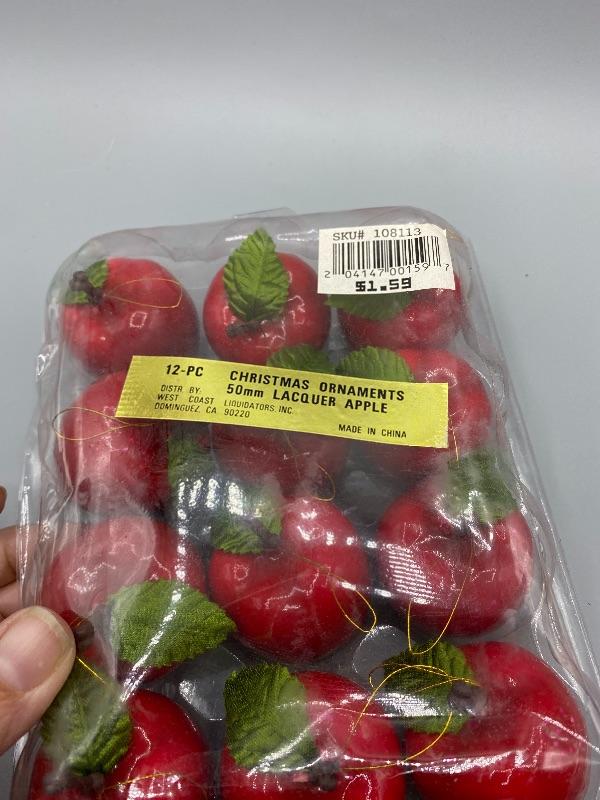 SKU# 108113
2 04147 00159 7
$1.59
12-PC CHRISTMAS ORNAMENTS
50mm LACQUER APPLE
DISTR. BY:
WEST COAST LIQUIDATORS, INC.
DOMINGUEZ, CA 90220
MADE IN CHINA